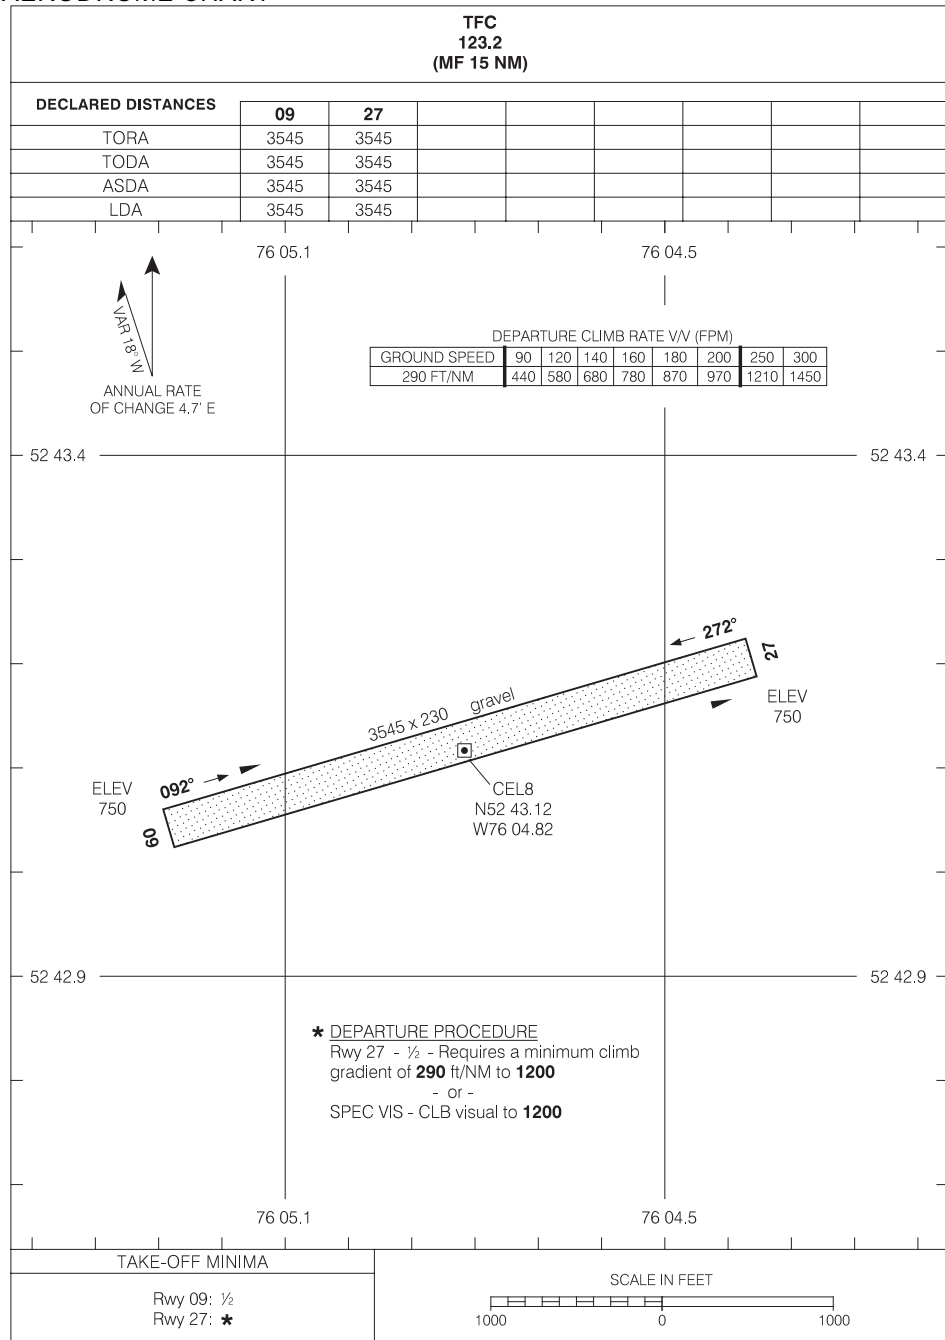 TFC
123.2
(MF 15 NM)
DECLARED DISTANCES 09 27
TORA 3545 3545
TODA 3545 3545
ASDA 3545 3545
LDA 3545 3545
76 05.1 76 04.5
VAR 18° W
ANNUAL RATE
OF CHANGE 4.7' E
DEPARTURE CLIMB RATE V/V (FPM)
GROUND SPEED 90 120 140 160 180 200 250 300
290 FT/NM 440 580 680 780 870 970 1210 1450
52 43.4 52 43.4
272°
27
ELEV
750
3545 x 230 gravel
092°
ELEV
750
09
CEL8
N52 43.12
W76 04.82
52 42.9 52 42.9
* DEPARTURE PROCEDURE
Rwy 27 - ½ - Requires a minimum climb
gradient of 290 ft/NM to 1200
- or -
SPEC VIS - CLB visual to 1200
76 05.1 76 04.5
TAKE-OFF MINIMA
Rwy 09: ½
Rwy 27: *
SCALE IN FEET
1000 0 1000